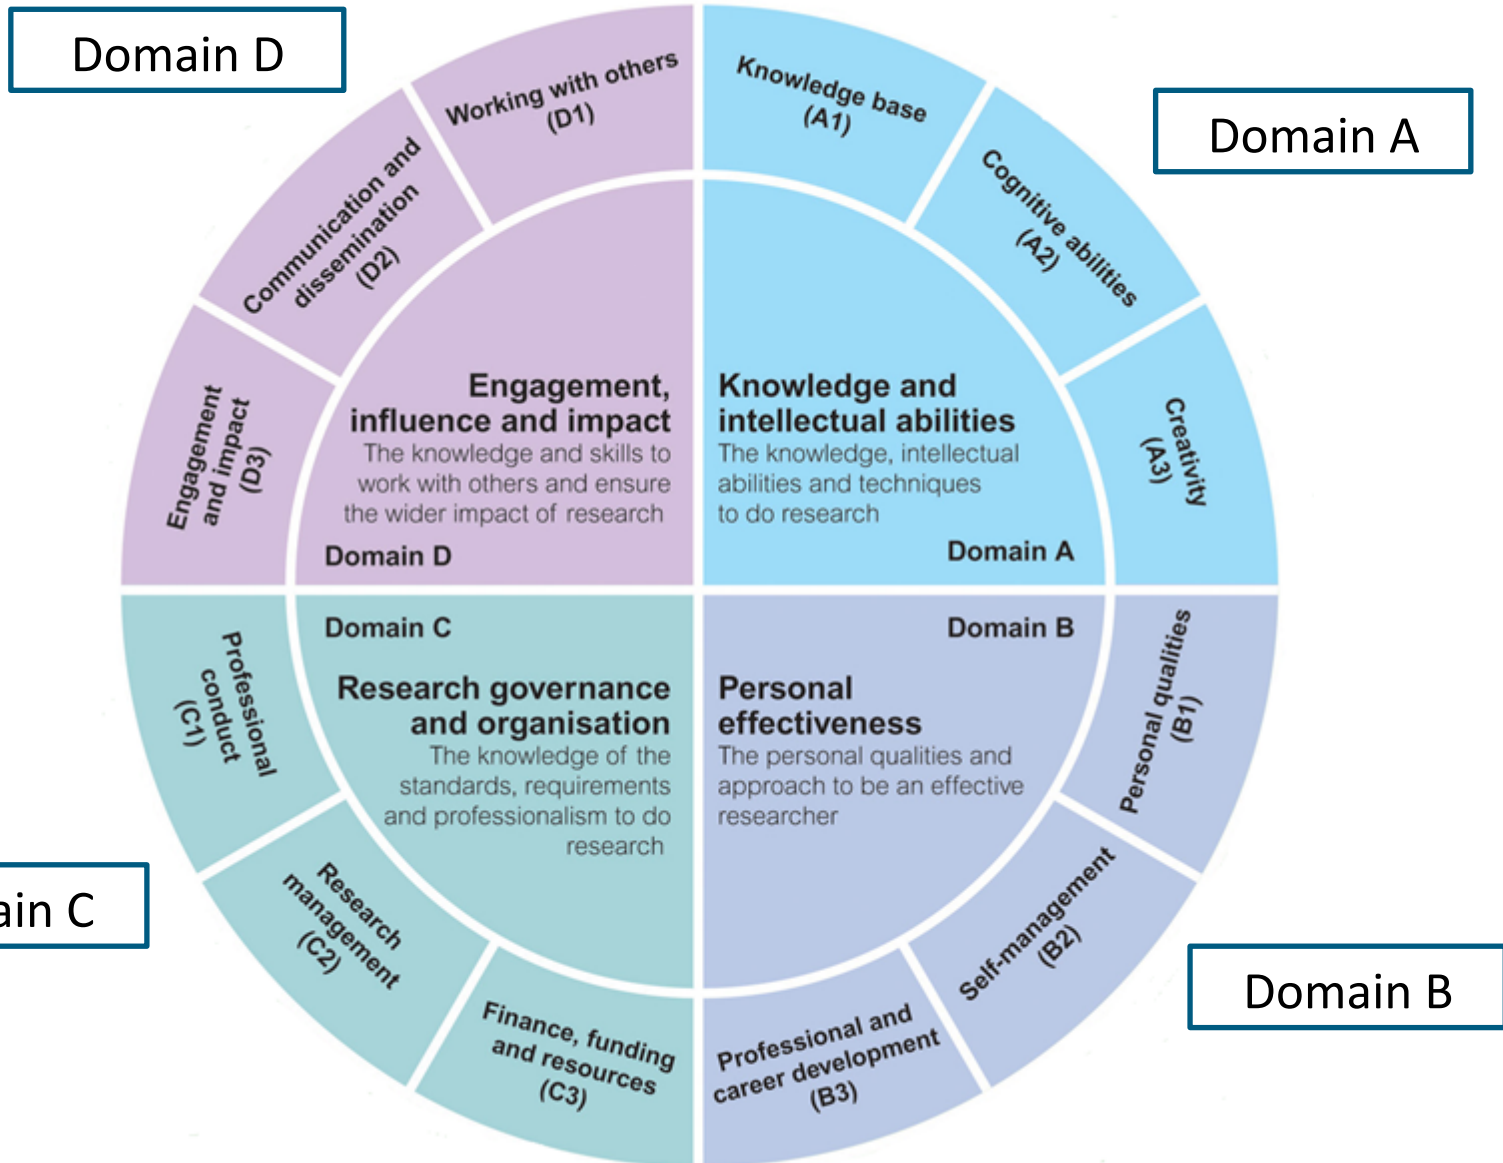 Domain D
Domain A
Working with others
(D1)
Knowledge base
(A1)
Communication and
dissemination
(D2)
Cognitive abilities
(A2)
Engagement
and impact
(D3)
Creativity
(A3)
Engagement,
influence and impact
The knowledge and skills to
work with others and ensure
the wider impact of research
Domain D
Knowledge and
intellectual abilities
The knowledge, intellectual
abilities and techniques
to do research
Domain A
Domain C
Research governance
and organisation
The knowledge of the
standards, requirements
and professionalism to do
research
Domain B
Personal
effectiveness
The personal qualities and
approach to be an effective
researcher
Professional
conduct
(C1)
Personal qualities
(B1)
Research
management
(C2)
Self-management
(B2)
Finance, funding
and resources
(C3)
Professional and
career development
(B3)
ain C
Domain B